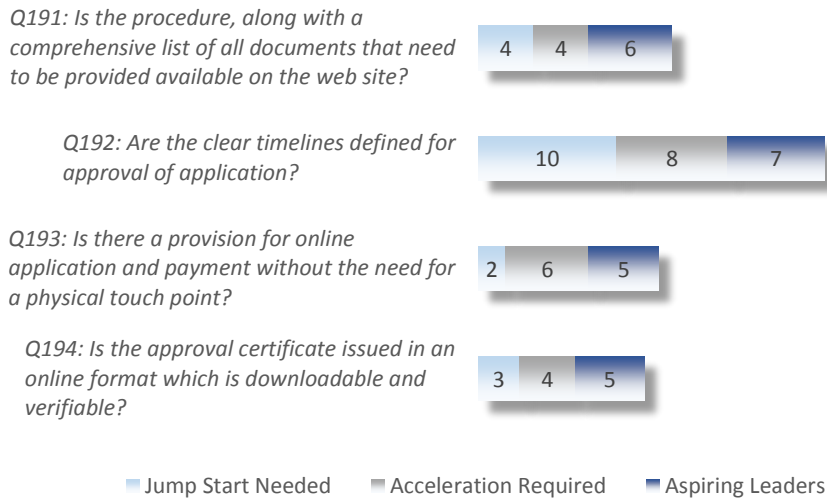 Q191: Is the procedure, along with a
comprehensive list of all documents that need
to be provided available on the web site?
4 4 6
Q192: Are the clear timelines defined for
approval of application?
10 8 7
Q193: Is there a provision for online
application and payment without the need for
a physical touch point?
2 6 5
Q194: Is the approval certificate issued in an
online format which is downloadable and
verifiable?
3 4 5
Jump Start Needed Acceleration Required Aspiring Leaders